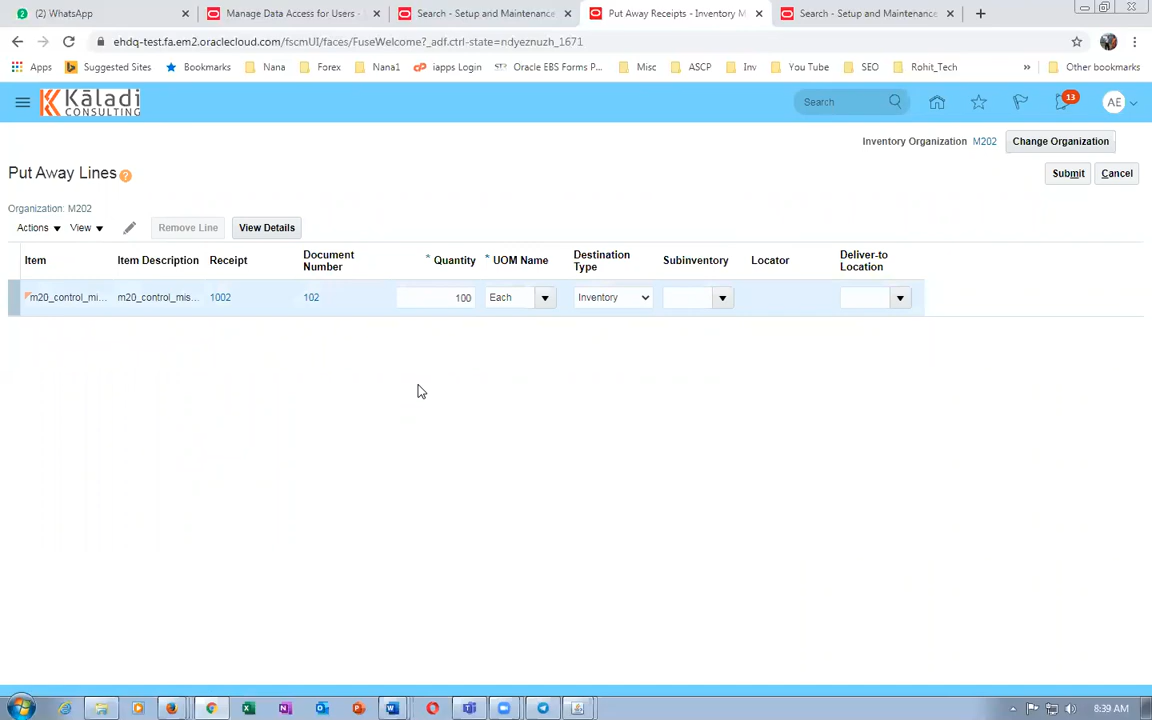 (2) WhatsApp
Manage Data Access for Users -
Search - Setup and Maintenance
Put Away Receipts - Inventory M
Search - Setup and Maintenance
ehdq-test.fa.em2.oraclecloud.com/fscmUI/faces/FuseWelcome?_adf.ctrl-state=ndyeznuzh_1671
Apps Suggested Sites Bookmarks Nana Forex Nana1 iapps Login Oracle EBS Forms P... Misc ASCP Inv You Tube SEO Rohit_Tech » Other bookmarks
Kaladi
CONSULTING
Search
13
AE
Inventory Organization M202 Change Organization
Put Away Lines ?
Submit Cancel
Organization: M202
Actions View Remove Line View Details
Item Item Description Receipt Document Number * Quantity * UOM Name Destination Type Subinventory Locator Deliver-to Location
m20_control_mi... m20_control_mis... 1002 102 100 Each Inventory
8:39 AM